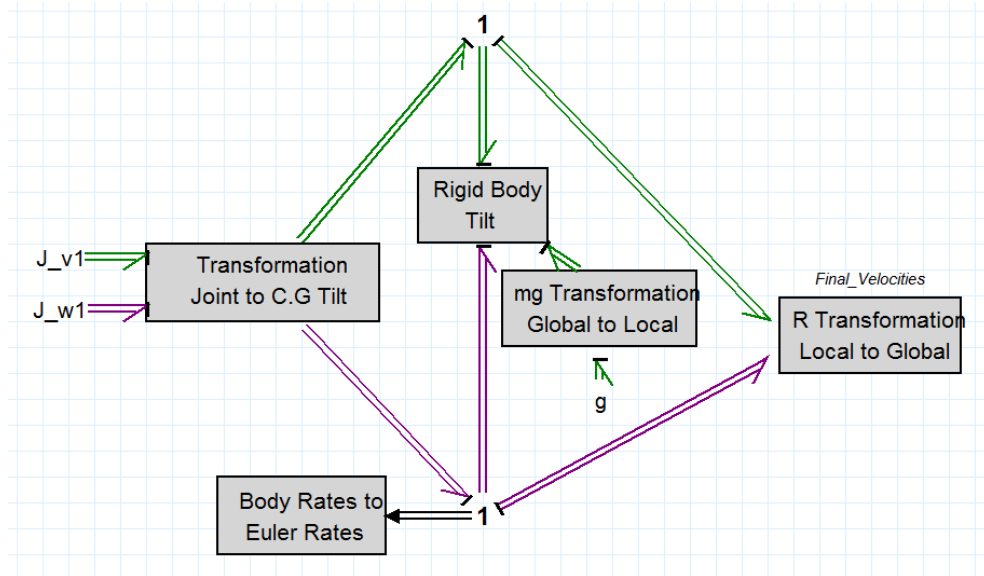 1
Rigid Body
Tilt
J_v1
Transformation
Joint to C.G Tilt
J_w1
mg Transformation
Global to Local
Final_Velocities
R Transformation
Local to Global
g
Body Rates to
Euler Rates
1